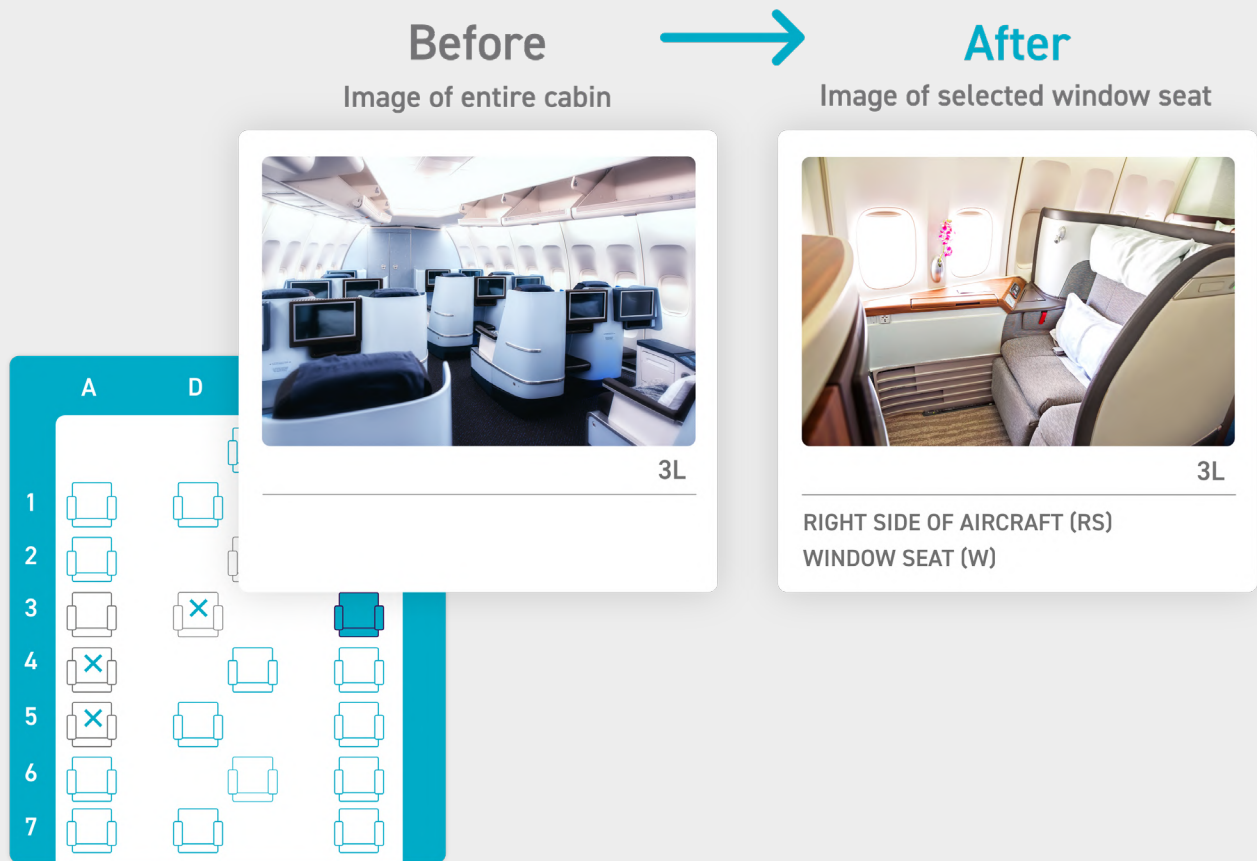 Before
After
Image of entire cabin
Image of selected window seat
3L
3L
RIGHT SIDE OF AIRCRAFT (RS)
WINDOW SEAT (W)
A D
1
2
3
4
5
6
7